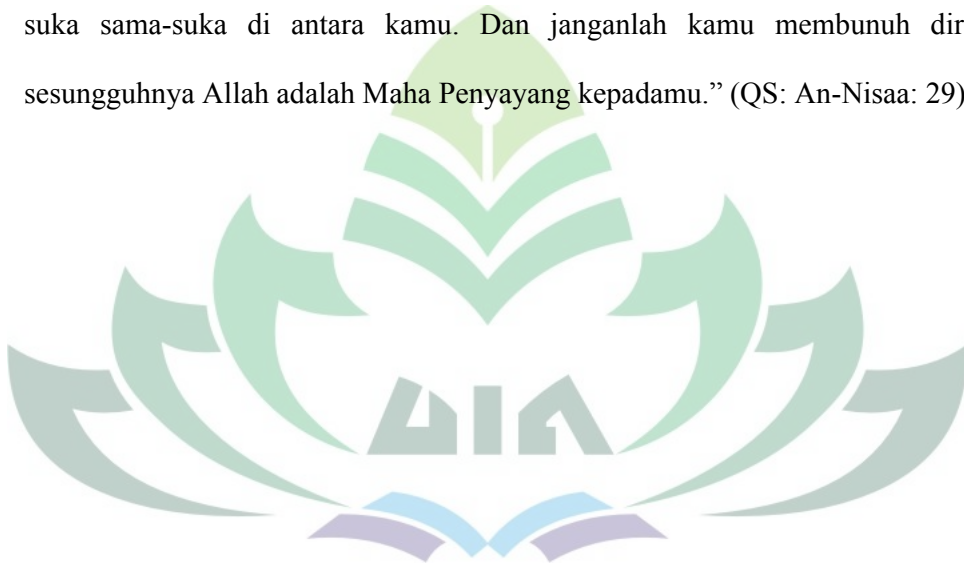 suka sama-suka di antara kamu. Dan janganlah kamu membunuh dir
sesungguhnya Allah adalah Maha Penyayang kepadamu.” (QS: An-Nisaa: 29)
UIN